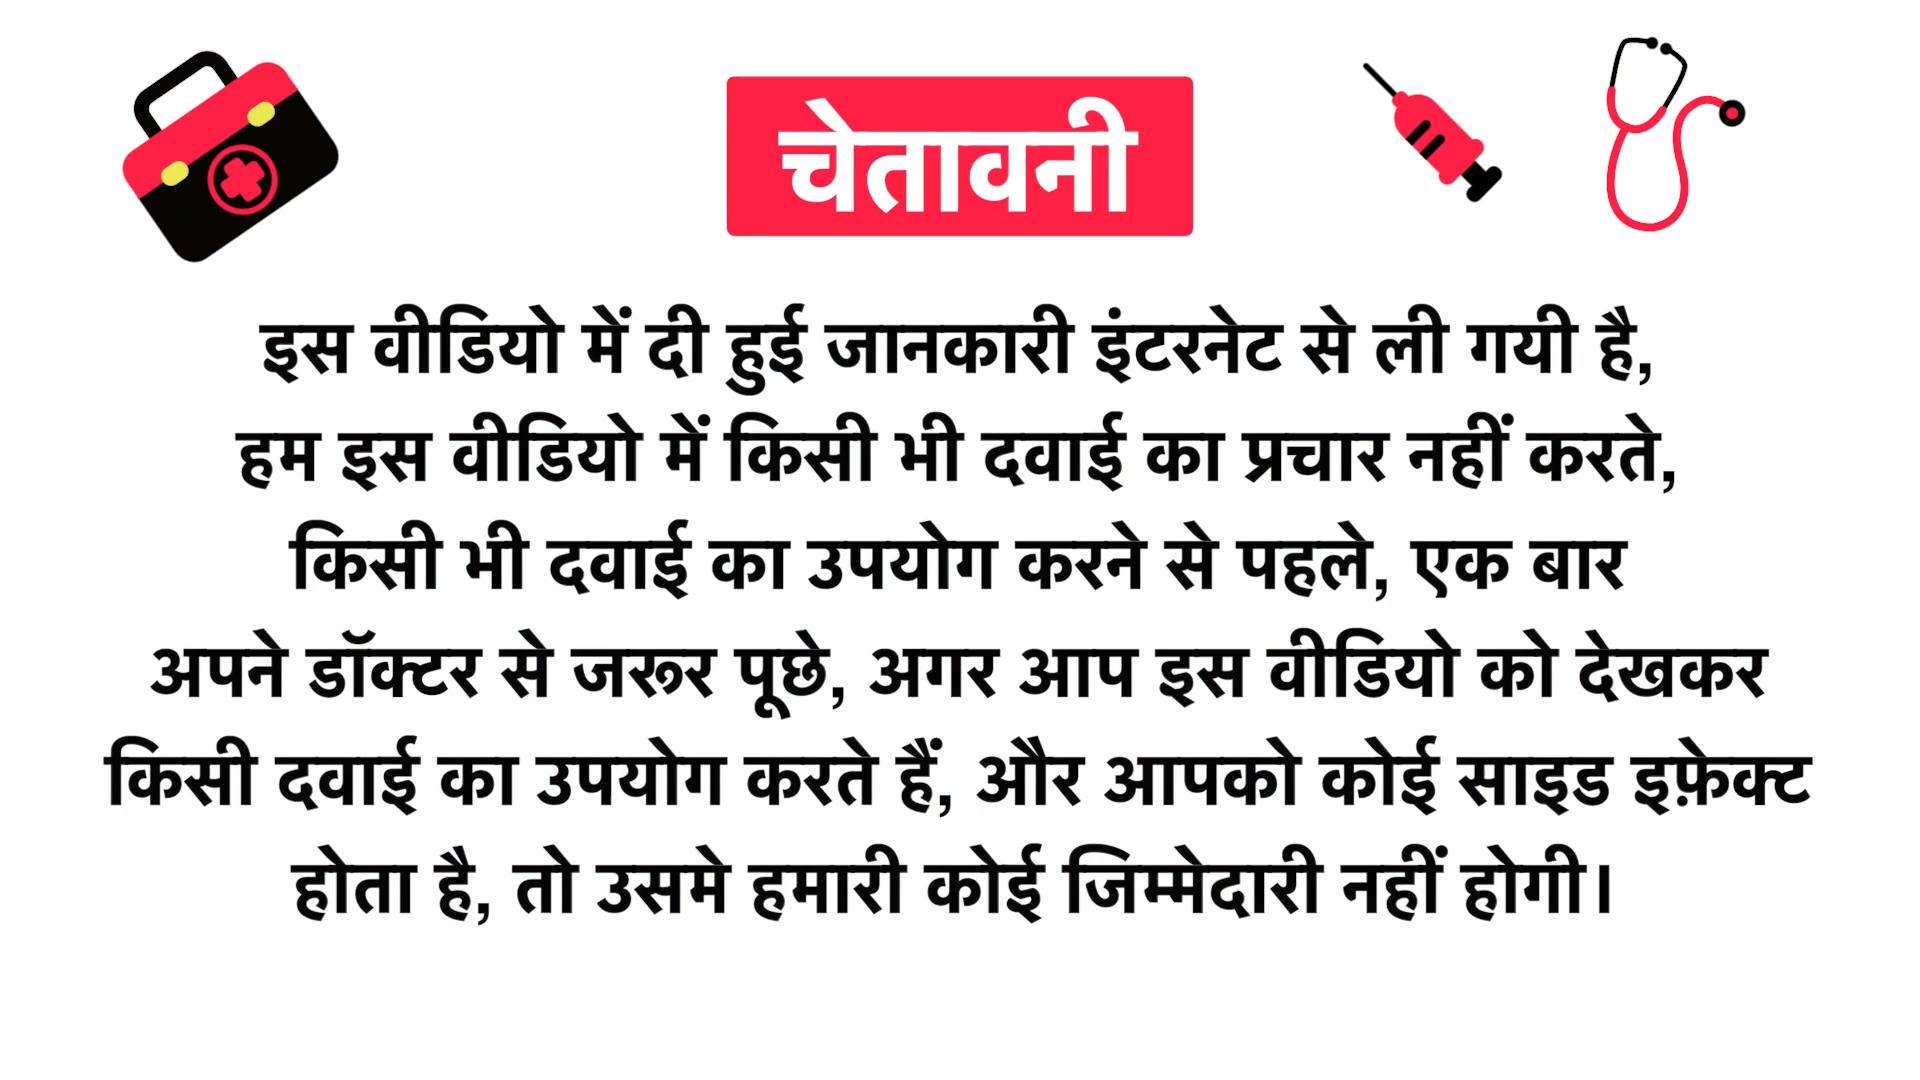 चेतावनी
इस वीडियो में दी हुई जानकारी इंटरनेट से ली गयी है,
हम इस वीडियो में किसी भी दवाई का प्रचार नहीं करते,
किसी भी दवाई का उपयोग करने से पहले, एक बार
अपने डॉक्टर से जरूर पूछे, अगर आप इस वीडियो को देखकर
किसी दवाई का उपयोग करते हैं, और आपको कोई साइड इफ़ेक्ट
होता है, तो उसमे हमारी कोई जिम्मेदारी नहीं होगी।